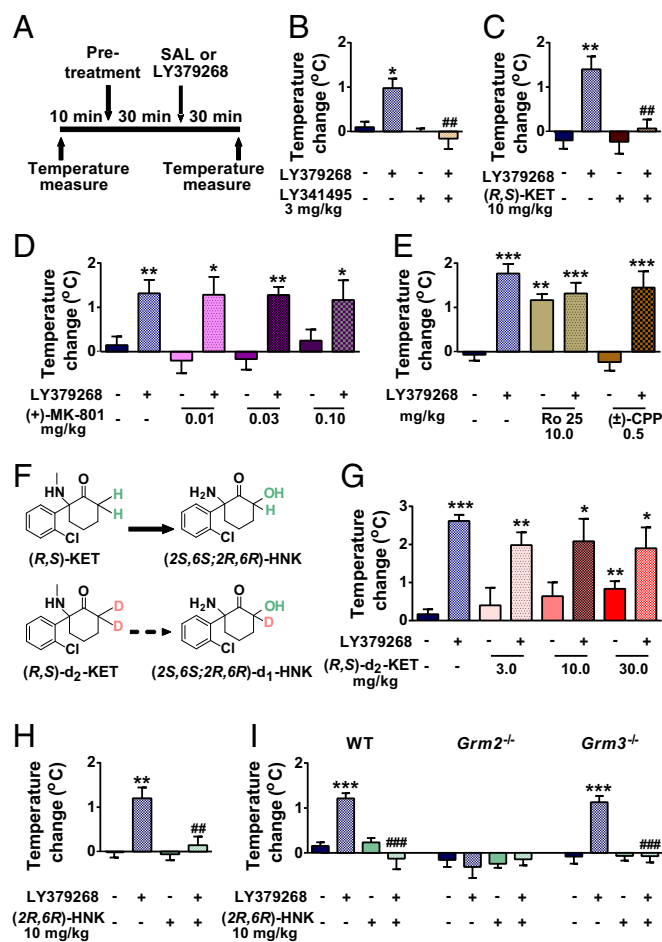 A
Pre-
treatment
SAL or
LY379268
10 min 30 min 30 min
Temperature
measure
Temperature
measure
B
Temperature
change (°C)
2
1
0
*
##
LY379268 - + - +
LY341495 - - + +
3 mg/kg
C
Temperature
change (°C)
2
1
0
**
##
LY379268 - + - +
(R,S)-KET - - + +
10 mg/kg
D
Temperature
change (°C)
2
1
0
** * ** *
LY379268 - + - + - + - +
(+)-MK-801 - - 0.01 0.03 0.10
mg/kg
E
Temperature
change (°C)
2
1
0
*** ** *** ***
LY379268 - + - + - +
mg/kg - - Ro 25 (±)-CPP
10.0 0.5
F
HN O H H Cl
(R,S)-KET
H₂N O OH H Cl
(2S,6S;2R,6R)-HNK
HN O D D Cl
(R,S)-d₂-KET
H₂N O OH D Cl
(2S,6S;2R,6R)-d₁-HNK
G
Temperature
change (°C)
3
2
1
0
*** ** * ** *
LY379268 - + - + - + - +
(R,S)-d₂-KET - - 3.0 10.0 30.0
mg/kg
H
Temperature
change (°C)
2
1
0
**
##
LY379268 - + - +
(2R,6R)-HNK - - + +
10 mg/kg
I
WT Grm2-/- Grm3-/-
Temperature
change (°C)
2
1
0
*** ### *** ###
LY379268 - + - + - + - + - + - +
(2R,6R)-HNK - - + + - - + + - - + +
10 mg/kg